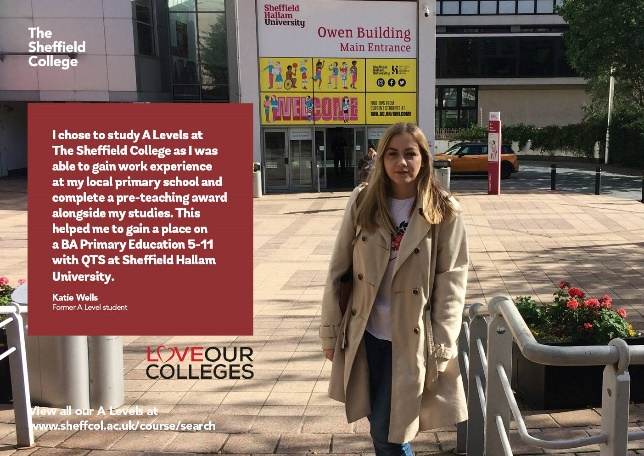 The
Sheffield
College
Sheffield
Hallam
University
Owen Building
Main Entrance
WELCOME
I chose to study A Levels at
The Sheffield College as I was
able to gain work experience
at my local primary school and
complete a pre-teaching award
alongside my studies. This
helped me to gain a place on
a BA Primary Education 5-11
with QTS at Sheffield Hallam
University.
Katie Wells
Former A Level student
LOVEOUR
COLLEGES
View all our A Levels at
www.sheffcol.ac.uk/course/search